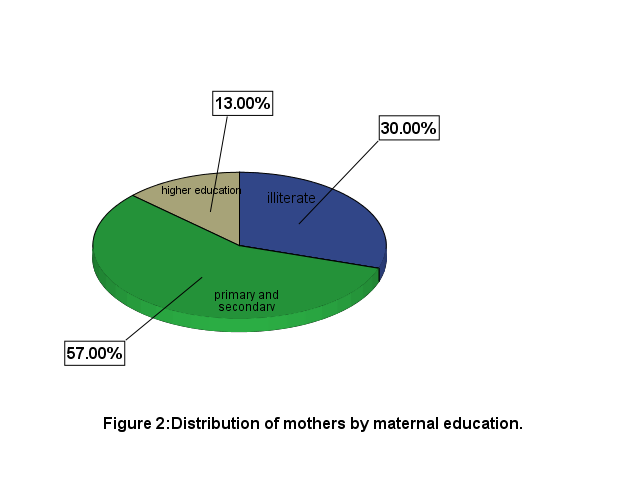 13.00%
30.00%
higher education
illiterate
primary and
secondary
57.00%
Figure 2:Distribution of mothers by maternal education.